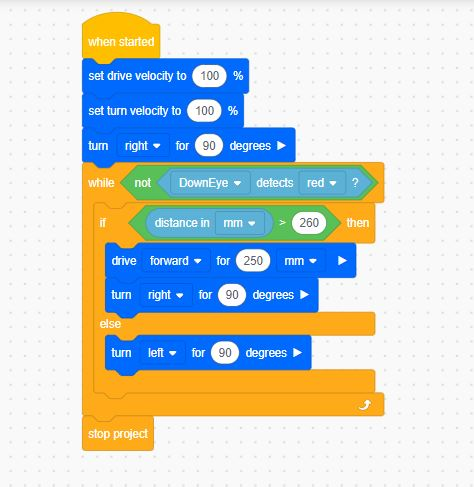 when started
set drive velocity to 100 %
set turn velocity to 100 %
turn right for 90 degrees
while not DownEye detects red ?
if distance in mm > 260 then
drive forward for 250 mm
turn right for 90 degrees
else
turn left for 90 degrees
stop project